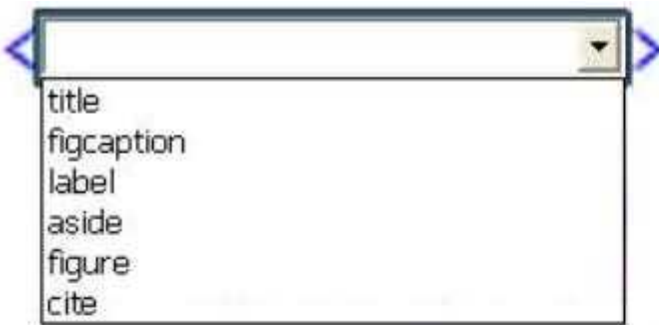 < >
title
figcaption
label
aside
figure
cite